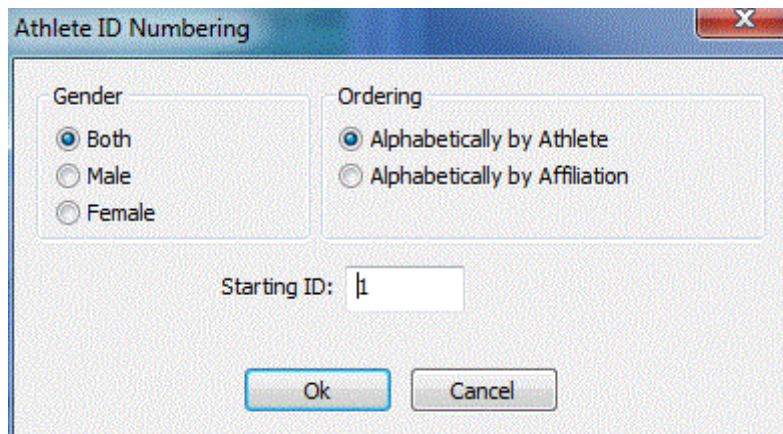 Athlete ID Numbering
X
Gender
Both
Male
Female
Ordering
Alphabetically by Athlete
Alphabetically by Affiliation
Starting ID: 1
Ok Cancel